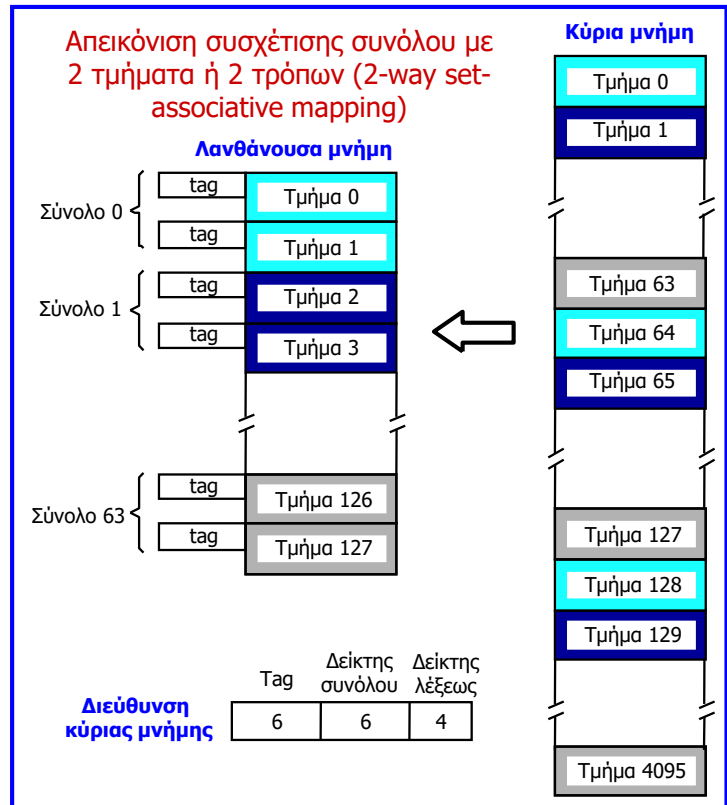 Απεικόνιση συσχέτισης συνόλου με
2 τμήματα ή 2 τρόπων (2-way set-
associative mapping)
Λανθάνουσα μνήμη
Σύνολο 0
tag
Τμήμα 0
tag
Τμήμα 1
Σύνολο 1
tag
Τμήμα 2
tag
Τμήμα 3
Σύνολο 63
tag
Τμήμα 126
tag
Τμήμα 127
Κύρια μνήμη
Τμήμα 0
Τμήμα 1
Τμήμα 63
Τμήμα 64
Τμήμα 65
Τμήμα 127
Τμήμα 128
Τμήμα 129
Τμήμα 4095
Διεύθυνση
κύριας μνήμης
Tag
Δείκτης
συνόλου
Δείκτης
λέξεως
6
6
4